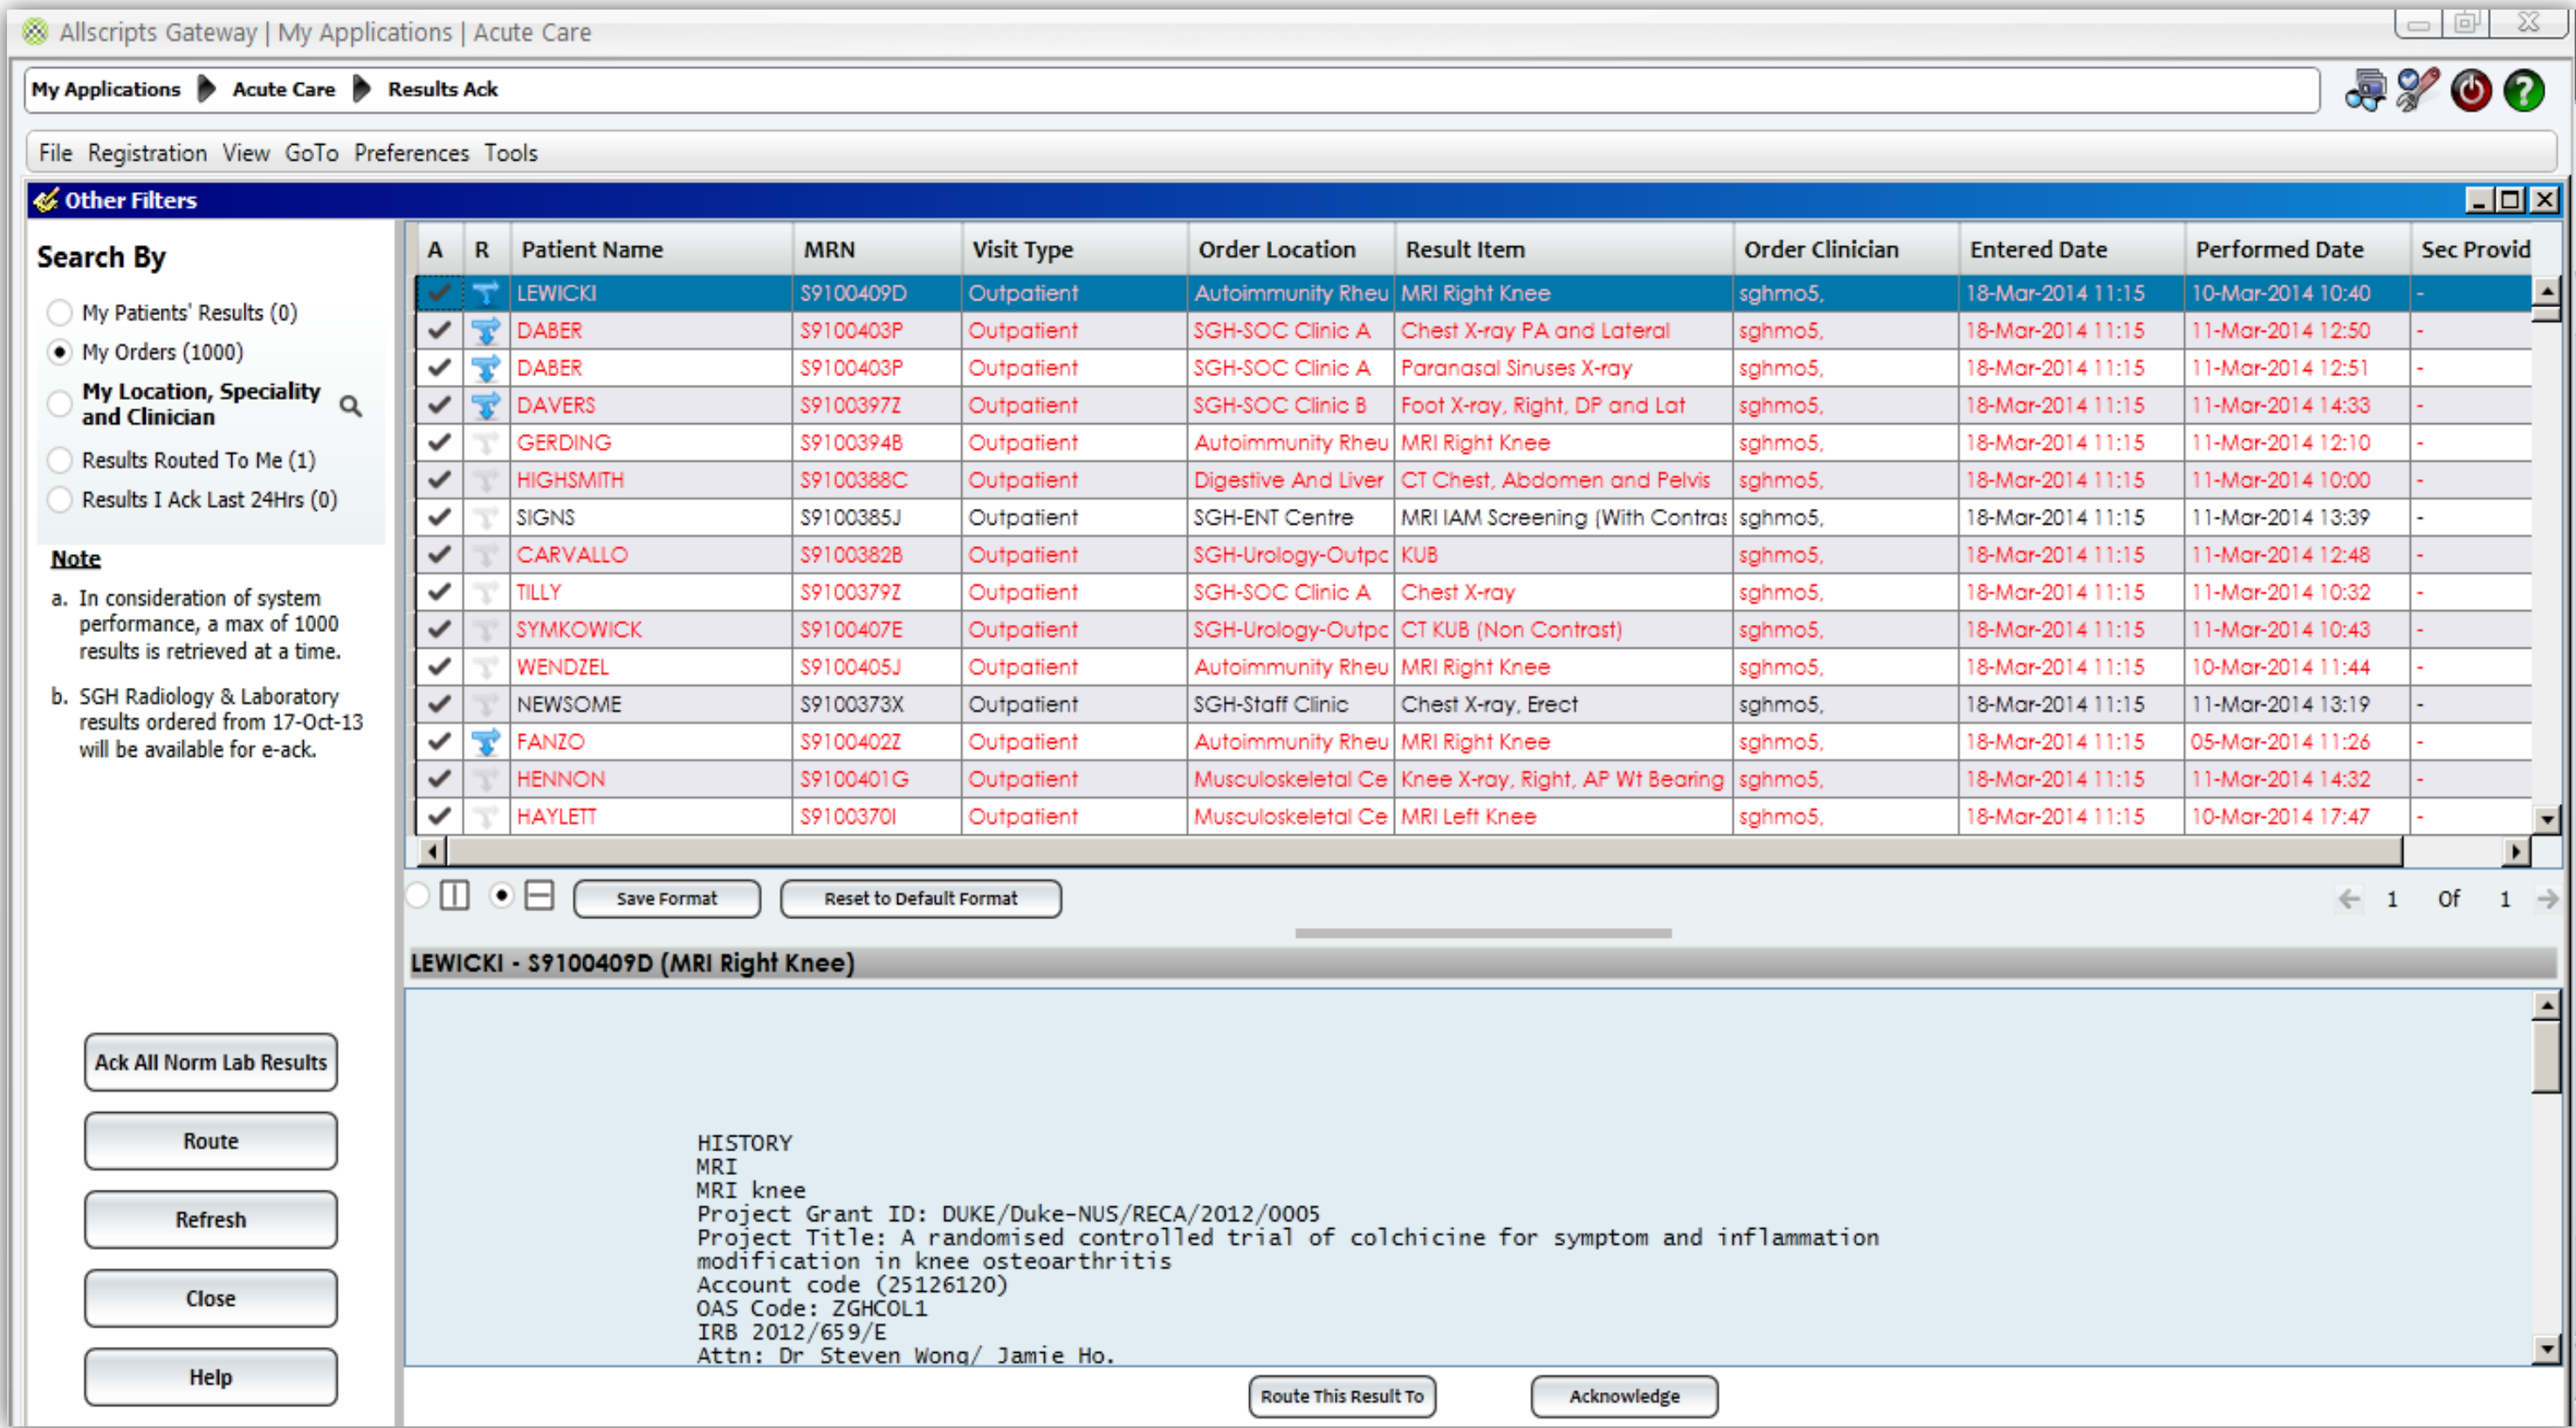 Allscripts Gateway | My Applications | Acute Care
My Applications Acute Care Results Ack
File Registration View GoTo Preferences Tools
Other Filters
Search By
My Patients' Results (0)
My Orders (1000)
My Location, Speciality
and Clinician
Results Routed To Me (1)
Results I Ack Last 24Hrs (0)
Note
a. In consideration of system
performance, a max of 1000
results is retrieved at a time.
b. SGH Radiology & Laboratory
results ordered from 17-Oct-13
will be available for e-ack.
Ack All Norm Lab Results
Route
Refresh
Close
Help
A R Patient Name MRN Visit Type Order Location Result Item Order Clinician Entered Date Performed Date Sec Provid
LEWICKI S9100409D Outpatient Autoimmunity Rheu MRI Right Knee sghmo5, 18-Mar-2014 11:15 10-Mar-2014 10:40 -
DABER S9100403P Outpatient SGH-SOC Clinic A Chest X-ray PA and Lateral sghmo5, 18-Mar-2014 11:15 11-Mar-2014 12:50 -
DABER S9100403P Outpatient SGH-SOC Clinic A Paranasal Sinuses X-ray sghmo5, 18-Mar-2014 11:15 11-Mar-2014 12:51 -
DAVERS S9100397Z Outpatient SGH-SOC Clinic B Foot X-ray, Right, DP and Lat sghmo5, 18-Mar-2014 11:15 11-Mar-2014 14:33 -
GERDING S9100394B Outpatient Autoimmunity Rheu MRI Right Knee sghmo5, 18-Mar-2014 11:15 11-Mar-2014 12:10 -
HIGHSMITH S9100388C Outpatient Digestive And Liver CT Chest, Abdomen and Pelvis sghmo5, 18-Mar-2014 11:15 11-Mar-2014 10:00 -
SIGNS S9100385J Outpatient SGH-ENT Centre MRI IAM Screening (With Contras sghmo5, 18-Mar-2014 11:15 11-Mar-2014 13:39 -
CARVALLO S9100382B Outpatient SGH-Urology-Outpc KUB sghmo5, 18-Mar-2014 11:15 11-Mar-2014 12:48 -
TILLY S9100379Z Outpatient SGH-SOC Clinic A Chest X-ray sghmo5, 18-Mar-2014 11:15 11-Mar-2014 10:32 -
SYMKOWICK S9100407E Outpatient SGH-Urology-Outpc CT KUB (Non Contrast) sghmo5, 18-Mar-2014 11:15 11-Mar-2014 10:43 -
WENDZEL S9100405J Outpatient Autoimmunity Rheu MRI Right Knee sghmo5, 18-Mar-2014 11:15 10-Mar-2014 11:44 -
NEWSOME S9100373X Outpatient SGH-Staff Clinic Chest X-ray, Erect sghmo5, 18-Mar-2014 11:15 11-Mar-2014 13:19 -
FANZO S9100402Z Outpatient Autoimmunity Rheu MRI Right Knee sghmo5, 18-Mar-2014 11:15 05-Mar-2014 11:26 -
HENNON S9100401G Outpatient Musculoskeletal Ce Knee X-ray, Right, AP Wt Bearing sghmo5, 18-Mar-2014 11:15 11-Mar-2014 14:32 -
HAYLETT S9100370I Outpatient Musculoskeletal Ce MRI Left Knee sghmo5, 18-Mar-2014 11:15 10-Mar-2014 17:47 -
Save Format Reset to Default Format 1 Of 1
LEWICKI - S9100409D (MRI Right Knee)
HISTORY
MRI
MRI knee
Project Grant ID: DUKE/Duke-NUS/RECA/2012/0005
Project Title: A randomised controlled trial of colchicine for symptom and inflammation
modification in knee osteoarthritis
Account code (25126120)
OAS Code: ZGHCOL1
IRB 2012/659/E
Attn: Dr Steven Wong/ Jamie Ho.
Route This Result To Acknowledge